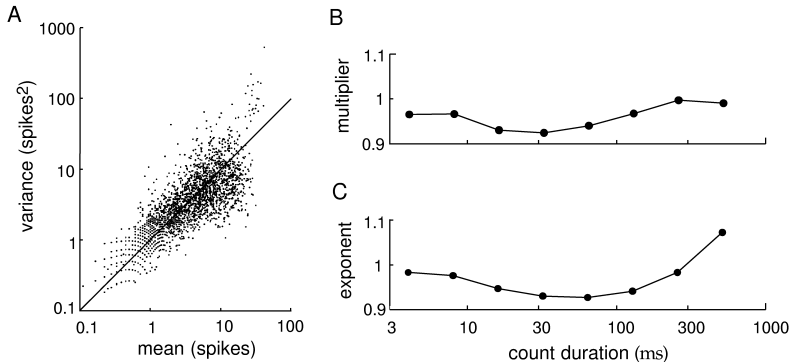 A
1000
100
10
1
0.1
variance (spikes2)
0.1 1 10 100
mean (spikes)
B
1.1
1
0.9
multiplier
C
1.1
1
0.9
exponent
3 10 30 100 300 1000
count duration (ms)